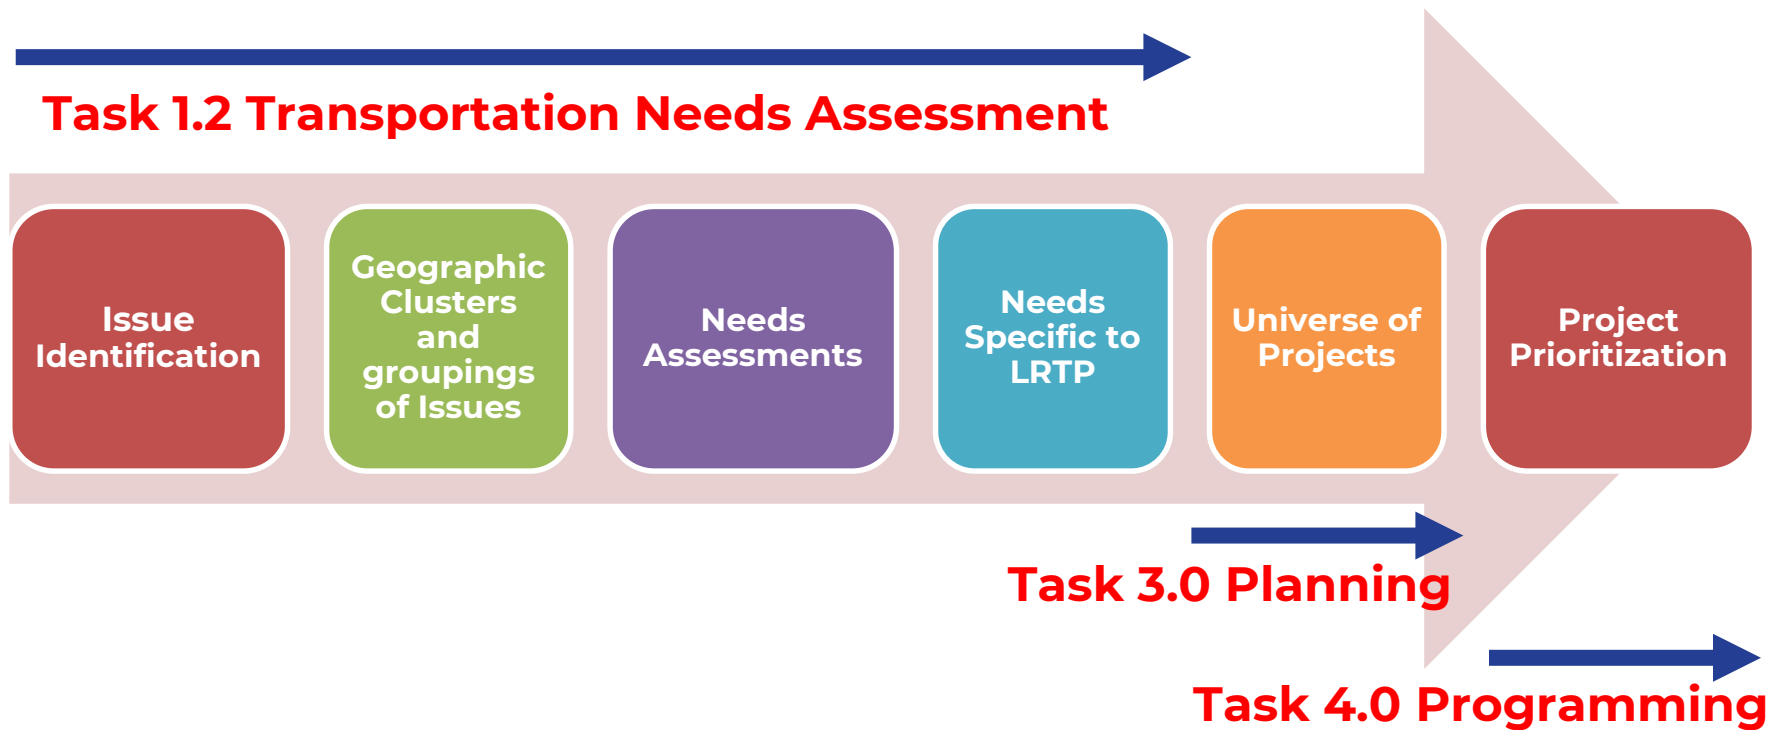 Task 1.2 Transportation Needs Assessment
Issue
Identification
Geographic
Clusters
and
groupings
of Issues
Needs
Assessments
Needs
Specific to
LRTP
Universe of
Projects
Project
Prioritization
Task 3.0 Planning
Task 4.0 Programming